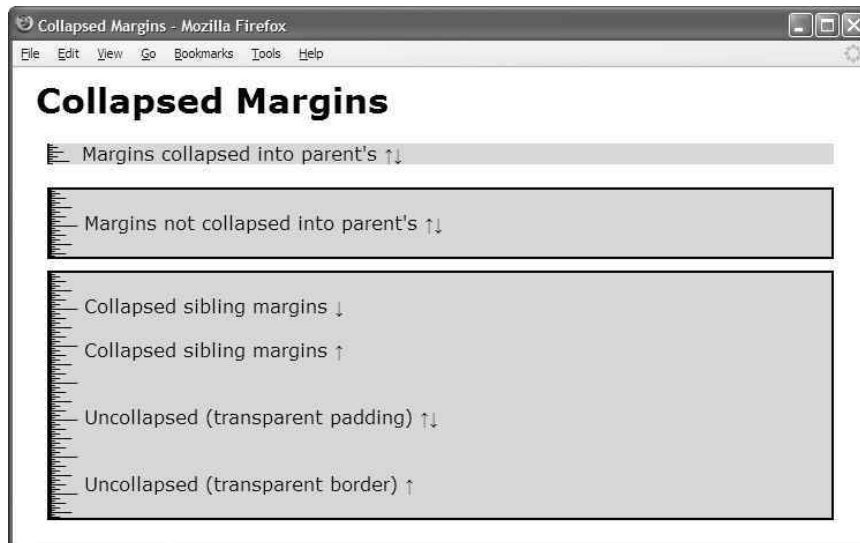 Collapsed Margins - Mozilla Firefox
File Edit View Go Bookmarks Tools Help
Collapsed Margins
Margins collapsed into parent's ↑↓
Margins not collapsed into parent's ↑↓
Collapsed sibling margins ↓
Collapsed sibling margins ↑
Uncollapsed (transparent padding) ↑↓
Uncollapsed (transparent border) ↑